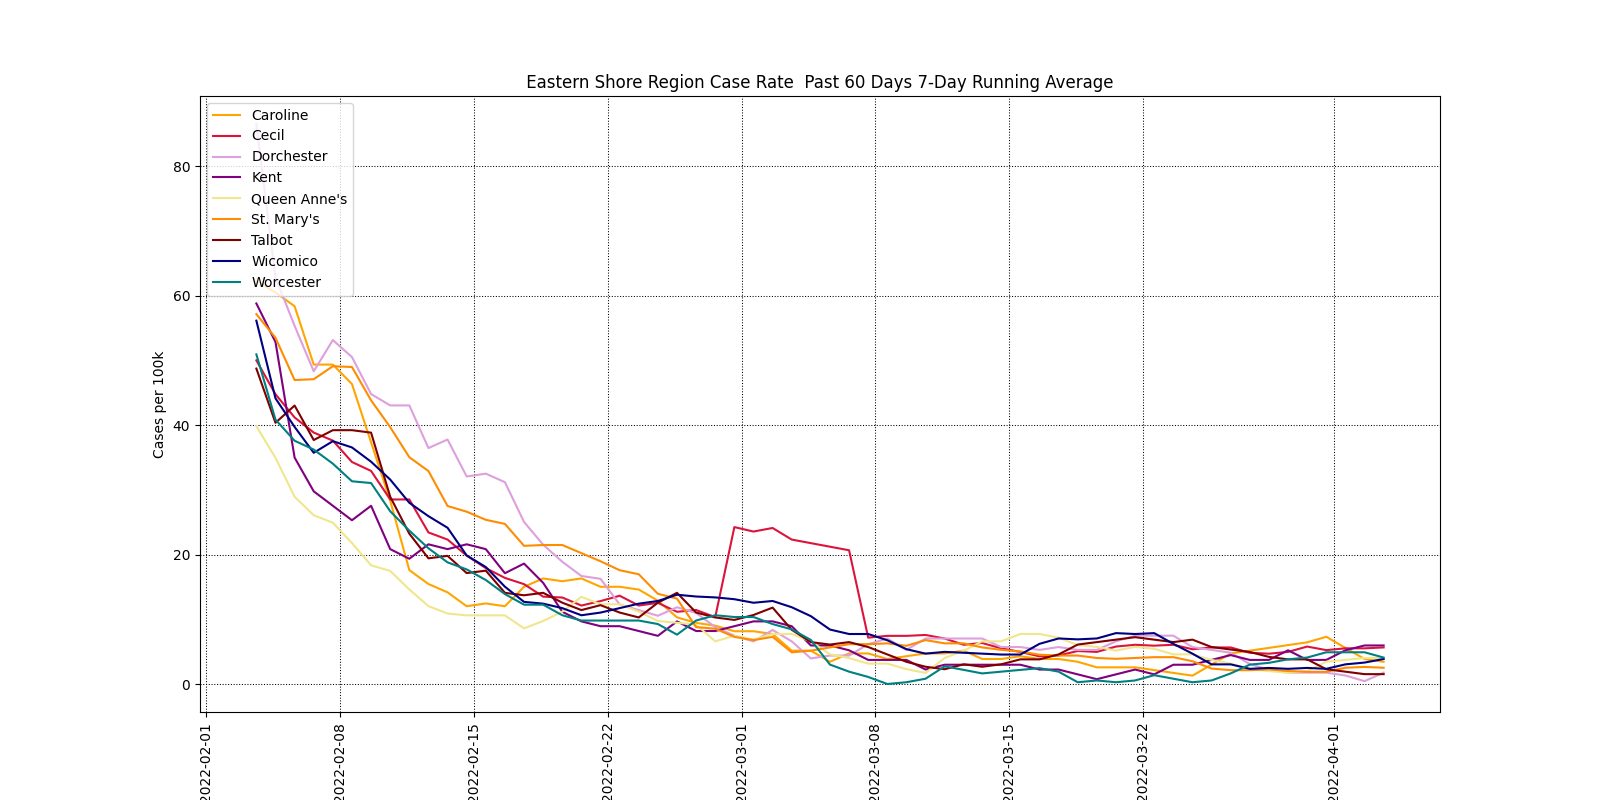 Eastern Shore Region Case Rate  Past 60 Days 7-Day Running Average
Caroline
Cecil
Dorchester
Kent
Queen Anne's
St. Mary's
Talbot
Wicomico
Worcester
80
60
40
20
0
Cases per 100k
2022-02-01
2022-02-08
2022-02-15
2022-02-22
2022-03-01
2022-03-08
2022-03-15
2022-03-22
2022-04-01